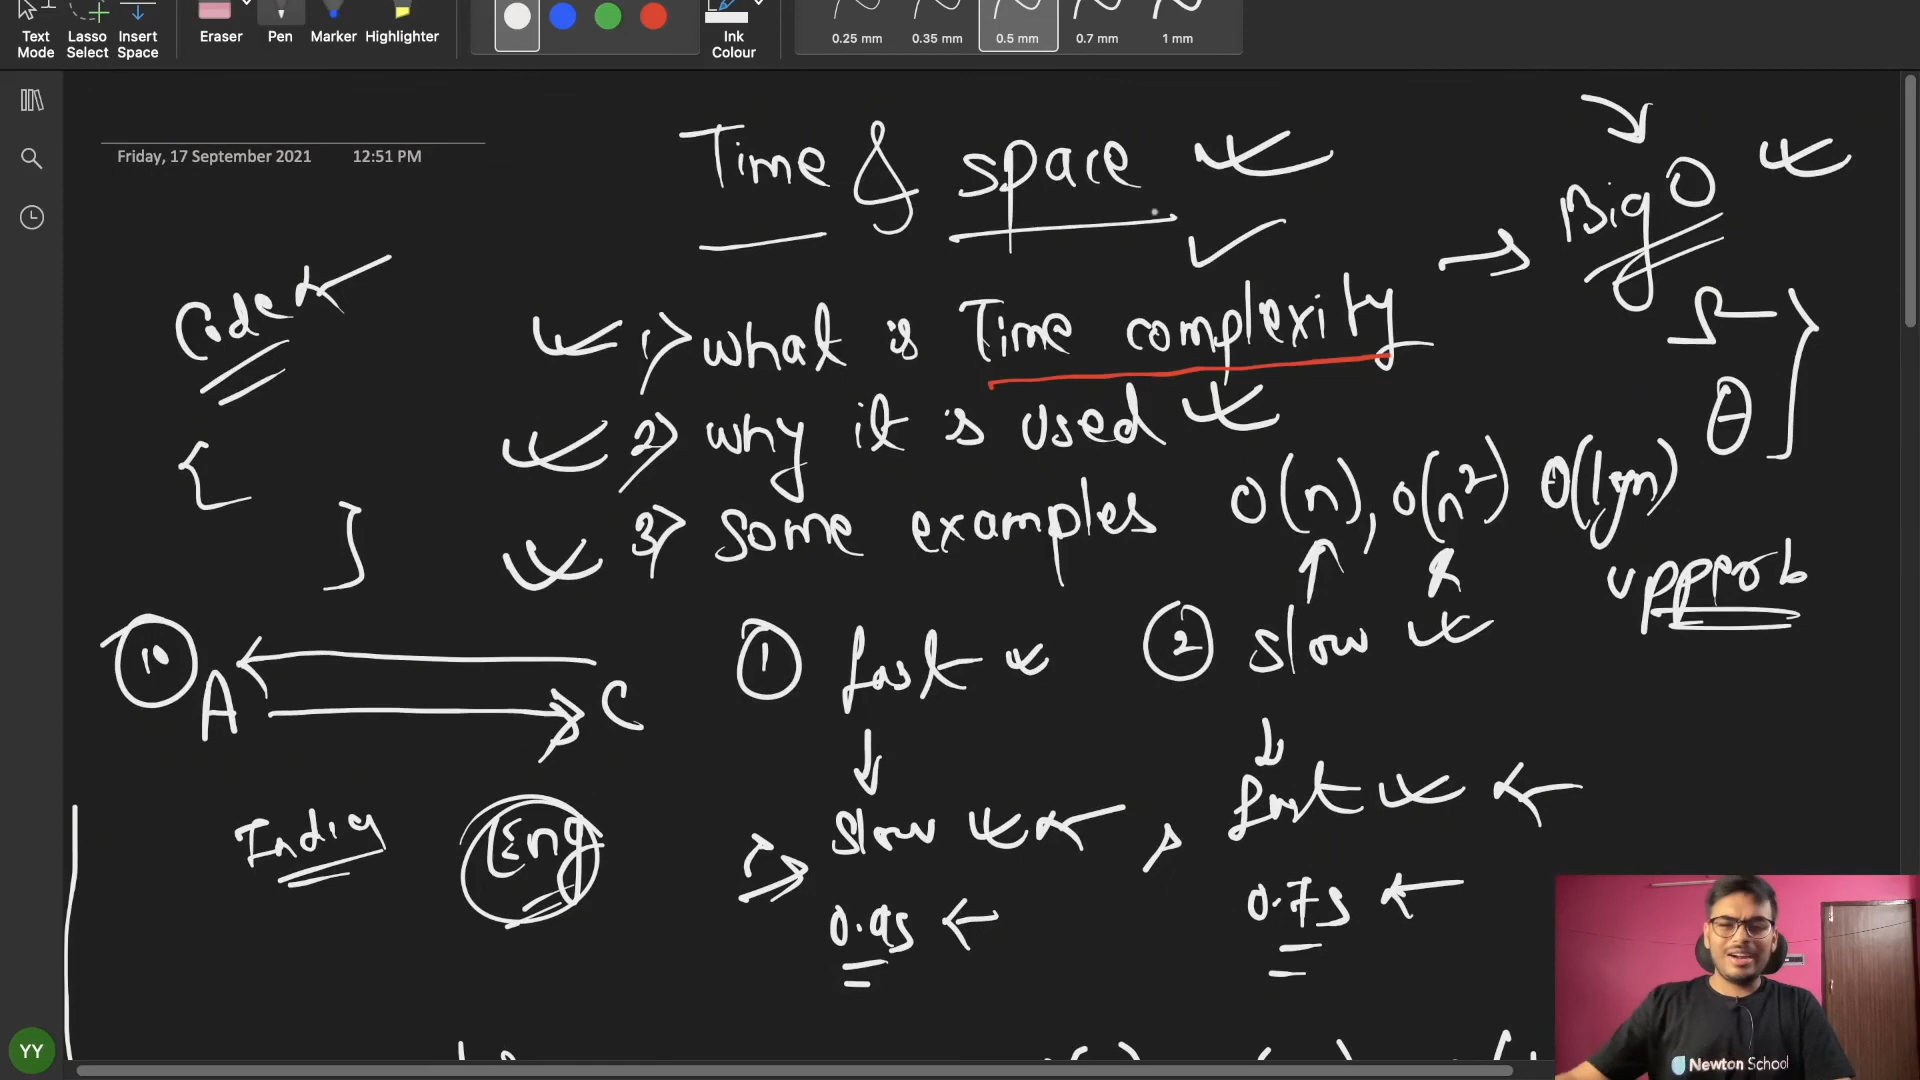 Text Mode
Lasso Select
Insert Space
Eraser
Pen
Marker
Highlighter
Ink Colour
0.25 mm
0.35 mm
0.5 mm
0.7 mm
1 mm
Friday, 17 September 2021 12:51 PM
Time & space
Big O
Code
1) what is Time complexity
Ω
θ
2) why it is used
3) Some examples O(n), O(n²) O(logn)
10
A
C
1 fast
2 slow
India
Eng
slow
fast
0.9s
0.7s
YY
Newton School